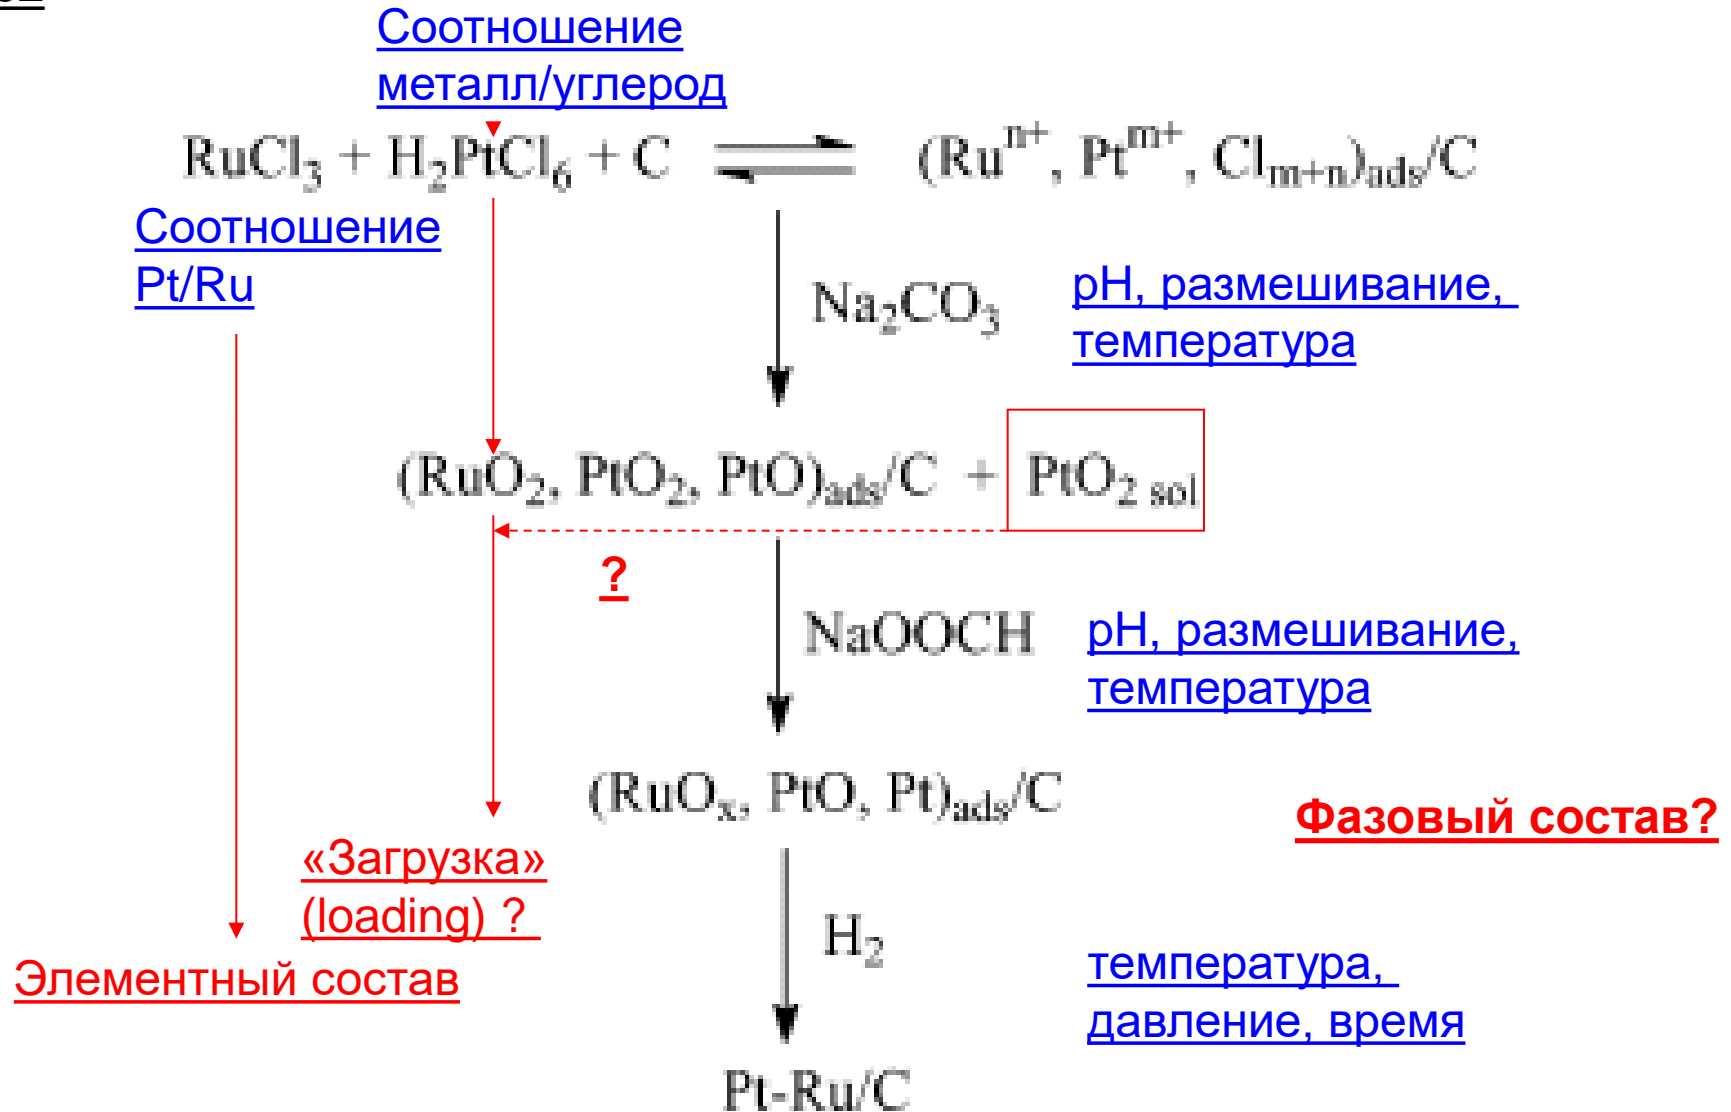 Соотношение
металл/углерод
RuCl₃ + H₂PtCl₆ + C ⇌ (Ruⁿ⁺, Ptᵐ⁺, Clₘ₊ₙ)ₐds/C
Соотношение
Pt/Ru
Na₂CO₃
pH, размешивание,
температура
(RuO₂, PtO₂, PtO)ads/C + PtO₂ sol
?
NaOOCH
pH, размешивание,
температура
(RuOₓ, PtO, Pt)ads/C
Фазовый состав?
«Загрузка»
(loading) ?
H₂
Элементный состав
температура,
давление, время
Pt-Ru/C